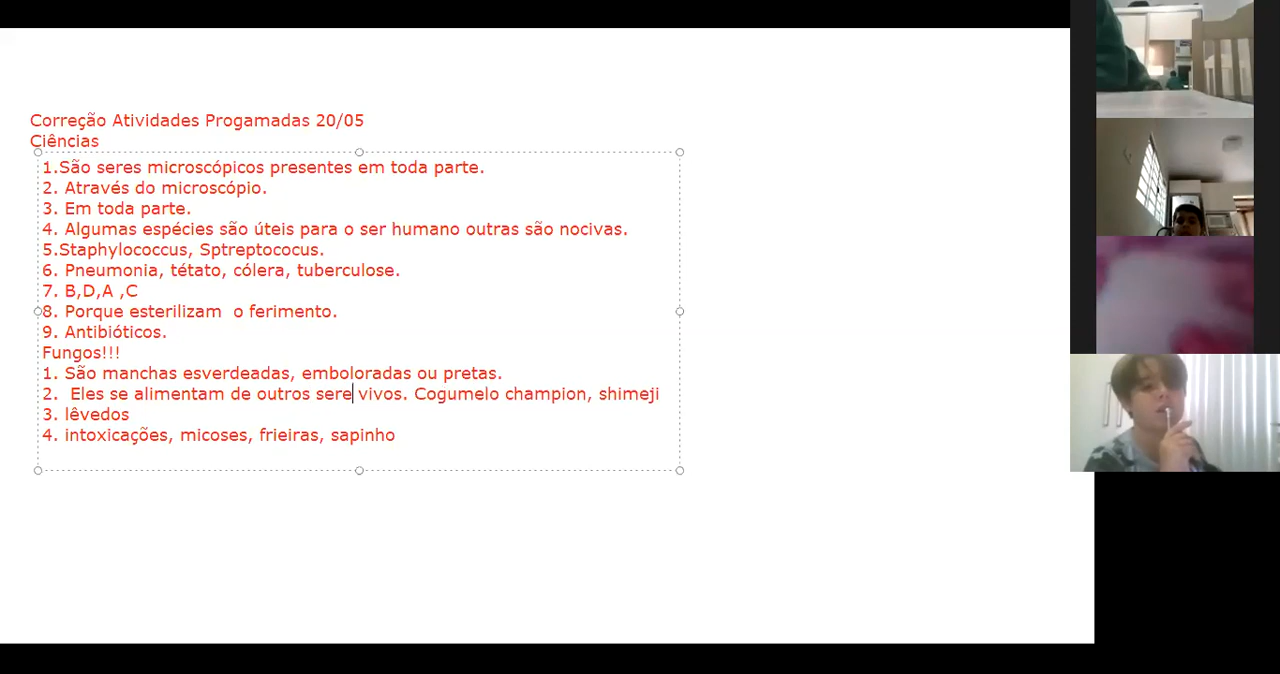 Correção Atividades Progamadas 20/05
Ciências
1.São seres microscópicos presentes em toda parte.
2. Através do microscópio.
3. Em toda parte.
4. Algumas espécies são úteis para o ser humano outras são nocivas.
5.Staphylococcus, Sptreptococus.
6. Pneumonia, tétato, cólera, tuberculose.
7. B,D,A ,C
8. Porque esterilizam  o ferimento.
9. Antibióticos.
Fungos!!!
1. São manchas esverdeadas, emboloradas ou pretas.
2.  Eles se alimentam de outros sere vivos. Cogumelo champion, shimeji
3. lêvedos
4. intoxicações, micoses, frieiras, sapinho